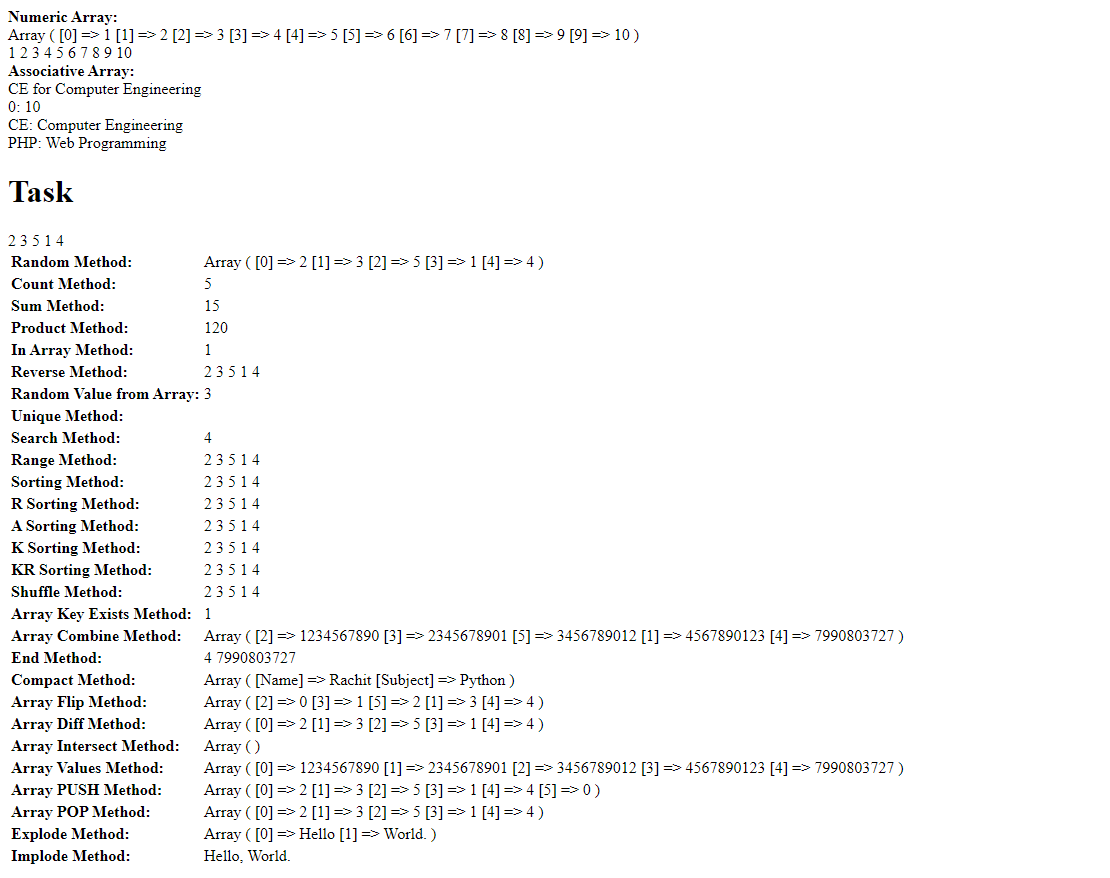 Numeric Array:
Array ( [0] => 1 [1] => 2 [2] => 3 [3] => 4 [4] => 5 [5] => 6 [6] => 7 [7] => 8 [8] => 9 [9] => 10 )
1 2 3 4 5 6 7 8 9 10
Associative Array:
CE for Computer Engineering
0: 10
CE: Computer Engineering
PHP: Web Programming
Task
2 3 5 1 4
Random Method: Array ( [0] => 2 [1] => 3 [2] => 5 [3] => 1 [4] => 4 )
Count Method: 5
Sum Method: 15
Product Method: 120
In Array Method: 1
Reverse Method: 2 3 5 1 4
Random Value from Array: 3
Unique Method:
Search Method: 4
Range Method: 2 3 5 1 4
Sorting Method: 2 3 5 1 4
R Sorting Method: 2 3 5 1 4
A Sorting Method: 2 3 5 1 4
K Sorting Method: 2 3 5 1 4
KR Sorting Method: 2 3 5 1 4
Shuffle Method: 2 3 5 1 4
Array Key Exists Method: 1
Array Combine Method: Array ( [2] => 1234567890 [3] => 2345678901 [5] => 3456789012 [1] => 4567890123 [4] => 7990803727 )
End Method: 4 7990803727
Compact Method: Array ( [Name] => Rachit [Subject] => Python )
Array Flip Method: Array ( [2] => 0 [3] => 1 [5] => 2 [1] => 3 [4] => 4 )
Array Diff Method: Array ( [0] => 2 [1] => 3 [2] => 5 [3] => 1 [4] => 4 )
Array Intersect Method: Array ( )
Array Values Method: Array ( [0] => 1234567890 [1] => 2345678901 [2] => 3456789012 [3] => 4567890123 [4] => 7990803727 )
Array PUSH Method: Array ( [0] => 2 [1] => 3 [2] => 5 [3] => 1 [4] => 4 [5] => 0 )
Array POP Method: Array ( [0] => 2 [1] => 3 [2] => 5 [3] => 1 [4] => 4 )
Explode Method: Array ( [0] => Hello [1] => World. )
Implode Method: Hello, World.